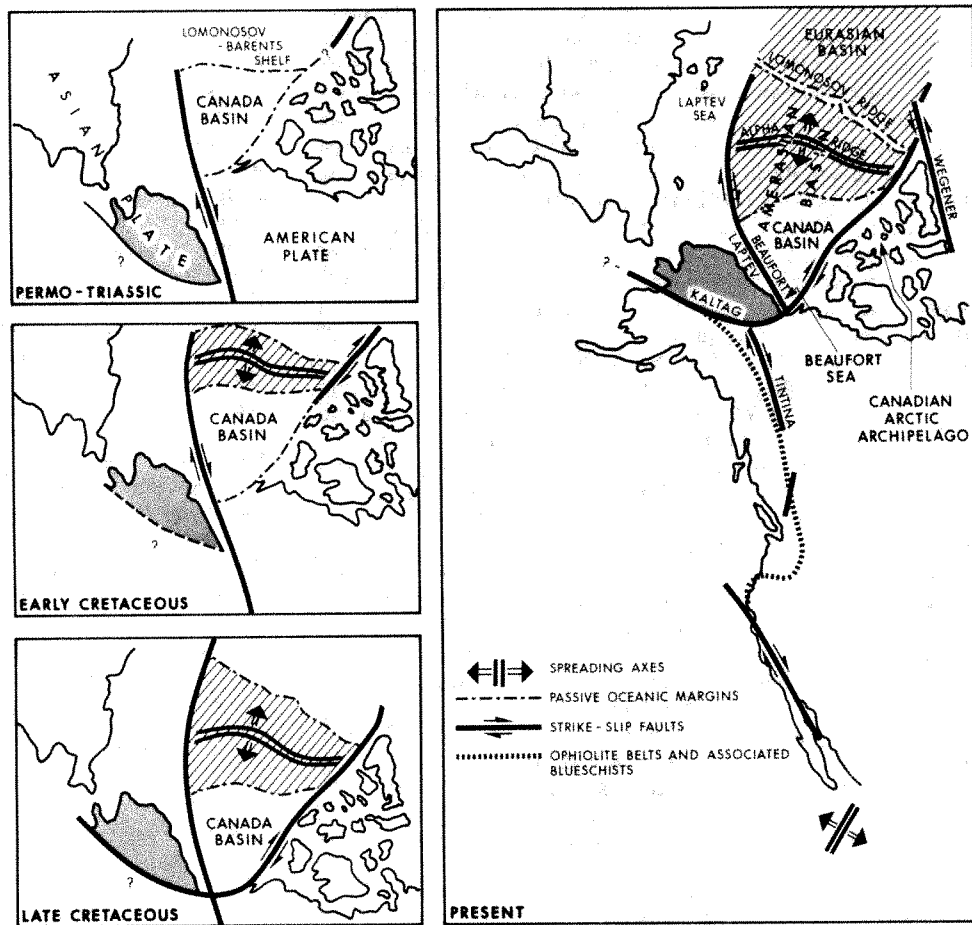 LOMONOSOV
- BARENTS
SHELF
?
ASIAN
PLATE
CANADA
BASIN
AMERICAN
PLATE
?
PERMO-TRIASSIC
CANADA
BASIN
?
EARLY CRETACEOUS
CANADA
BASIN
?
LATE CRETACEOUS
EURASIAN
BASIN
LOMONOSOV RIDGE
LAPTEV
SEA
ALPHA RIDGE
AMERASIAN
BASIN
WEGENER
CANADA
BASIN
LAPTEV
BEAUFORT
?
KALTAG
BEAUFORT
SEA
TINTINA
CANADIAN
ARCTIC
ARCHIPELAGO
SPREADING AXES
PASSIVE OCEANIC MARGINS
STRIKE-SLIP FAULTS
OPHIOLITE BELTS AND ASSOCIATED
BLUESCHISTS
PRESENT